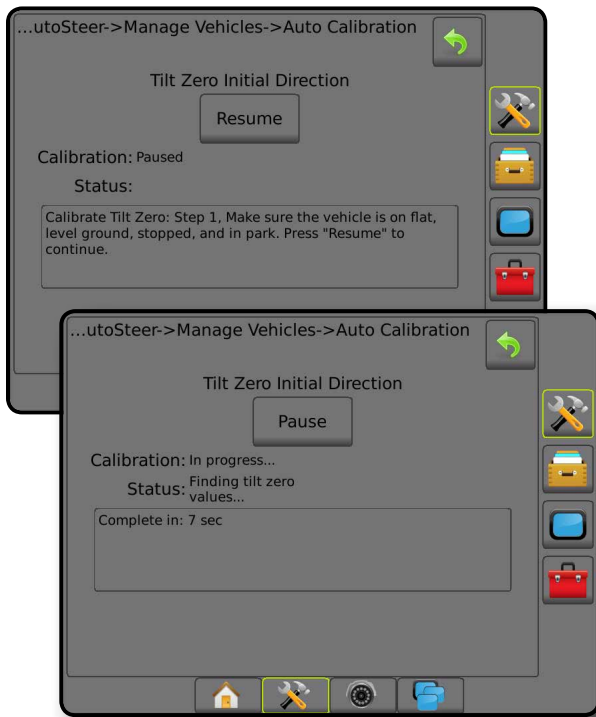 ...utoSteer->Manage Vehicles->Auto Calibration
Tilt Zero Initial Direction
Resume
Calibration: Paused
Status:
Calibrate Tilt Zero: Step 1, Make sure the vehicle is on flat,
level ground, stopped, and in park. Press "Resume" to
continue.
...utoSteer->Manage Vehicles->Auto Calibration
Tilt Zero Initial Direction
Pause
Calibration: In progress...
Status: Finding tilt zero
values...
Complete in: 7 sec